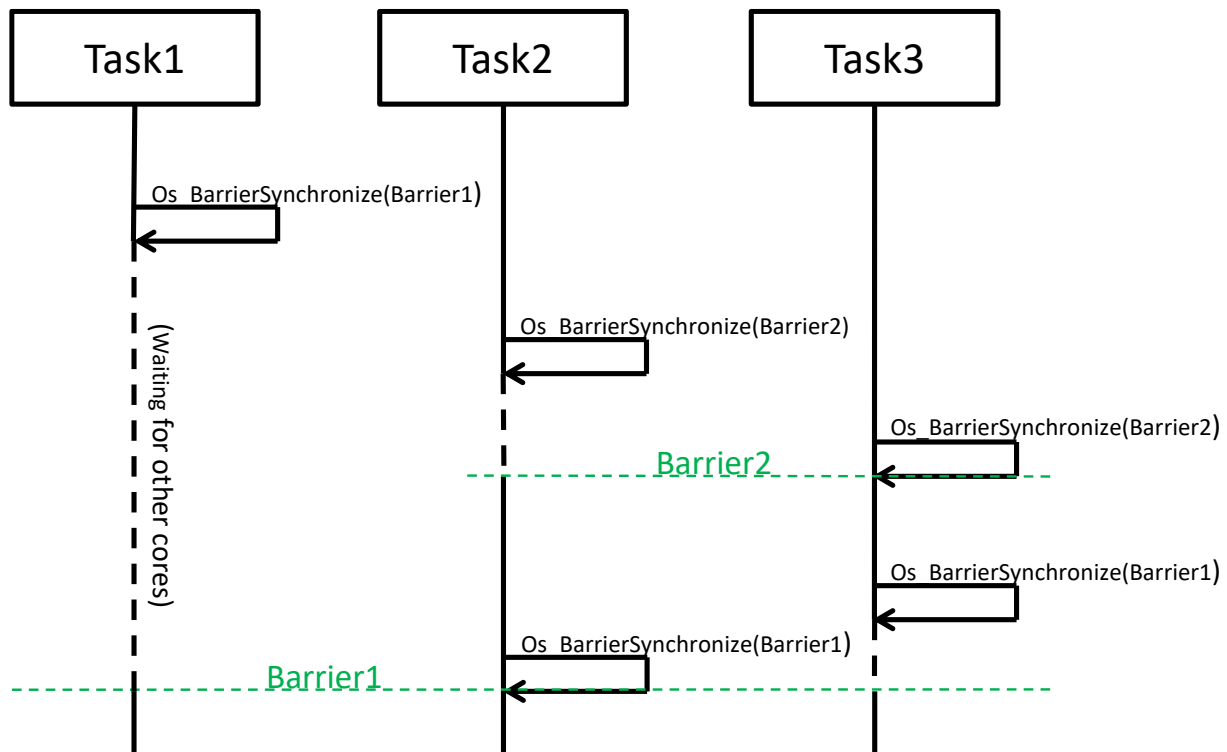 Task1
Task2
Task3
Os_BarrierSynchronize(Barrier1)
Os_BarrierSynchronize(Barrier2)
(Waiting for other cores)
Os_BarrierSynchronize(Barrier2)
Barrier2
Os_BarrierSynchronize(Barrier1)
Os_BarrierSynchronize(Barrier1)
Barrier1